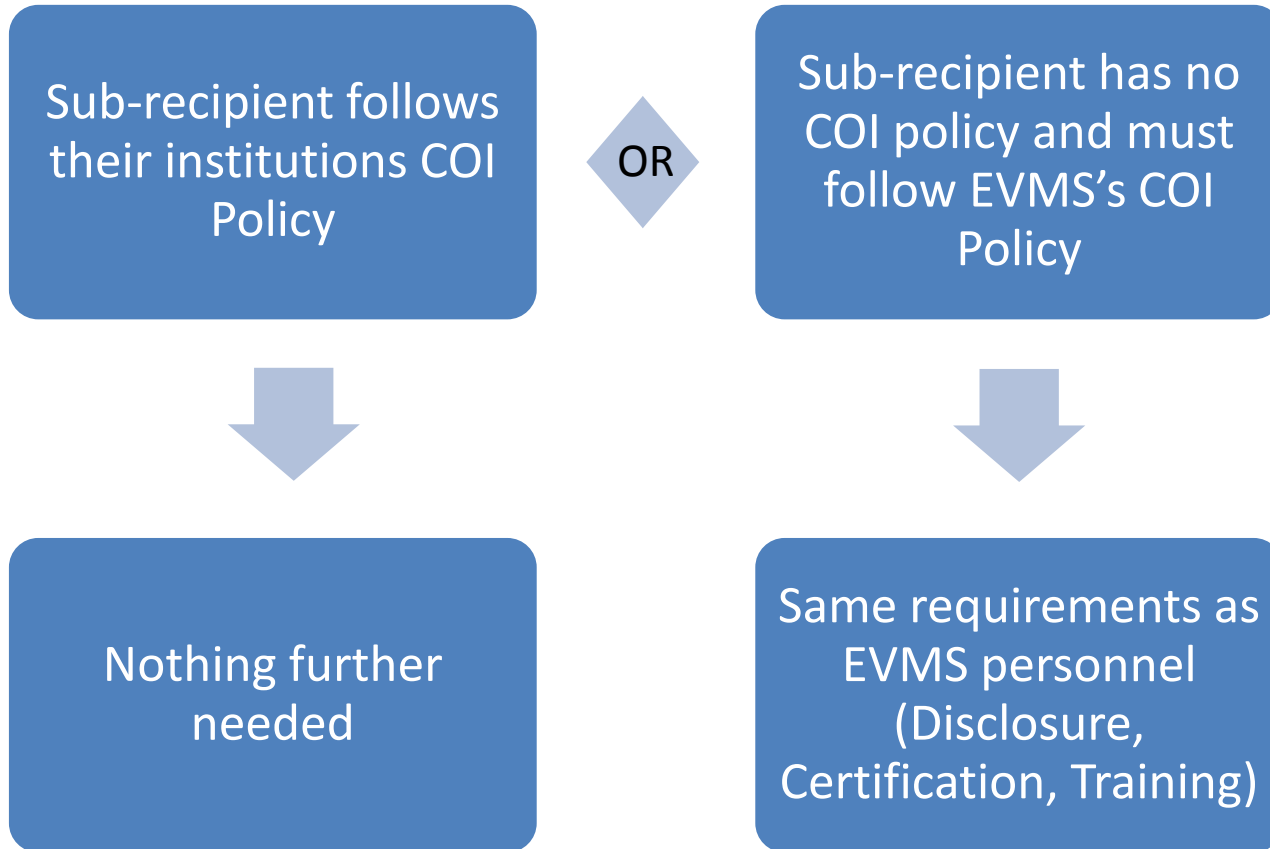 Sub-recipient follows
their institutions COI
Policy
OR
Sub-recipient has no
COI policy and must
follow EVMS’s COI
Policy
Nothing further
needed
Same requirements as
EVMS personnel
(Disclosure,
Certification, Training)